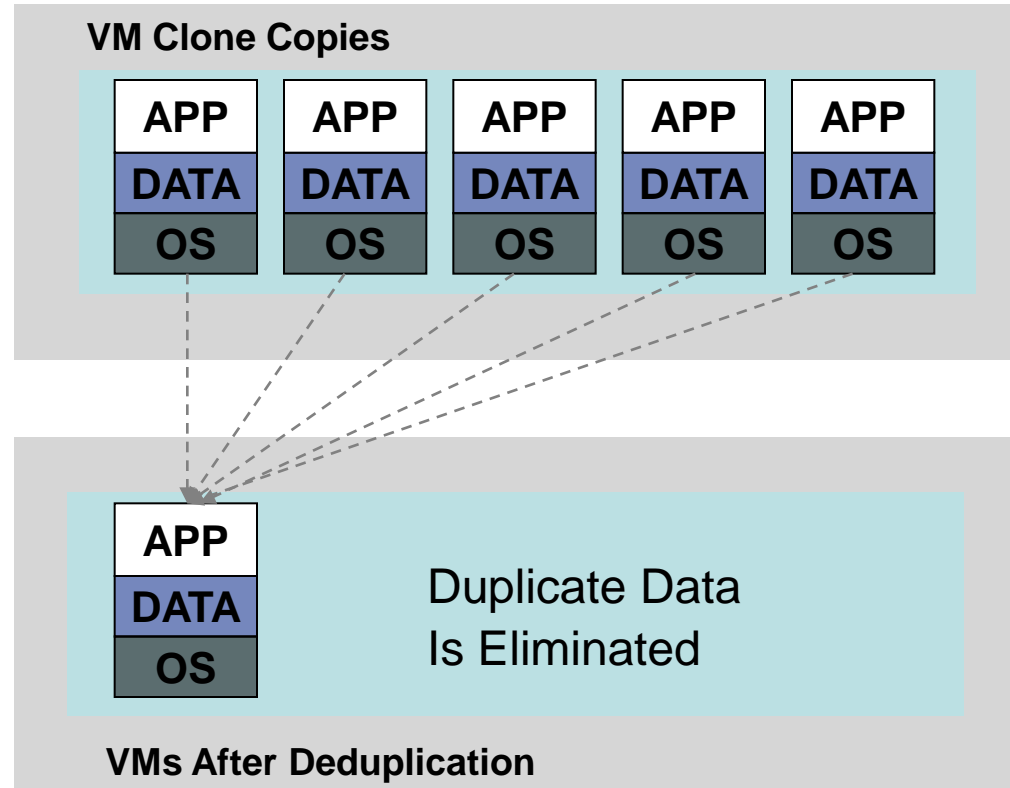 VM Clone Copies
APP APP APP APP APP
DATA DATA DATA DATA DATA
OS OS OS OS OS
APP
DATA
OS
Duplicate Data
Is Eliminated
VMs After Deduplication